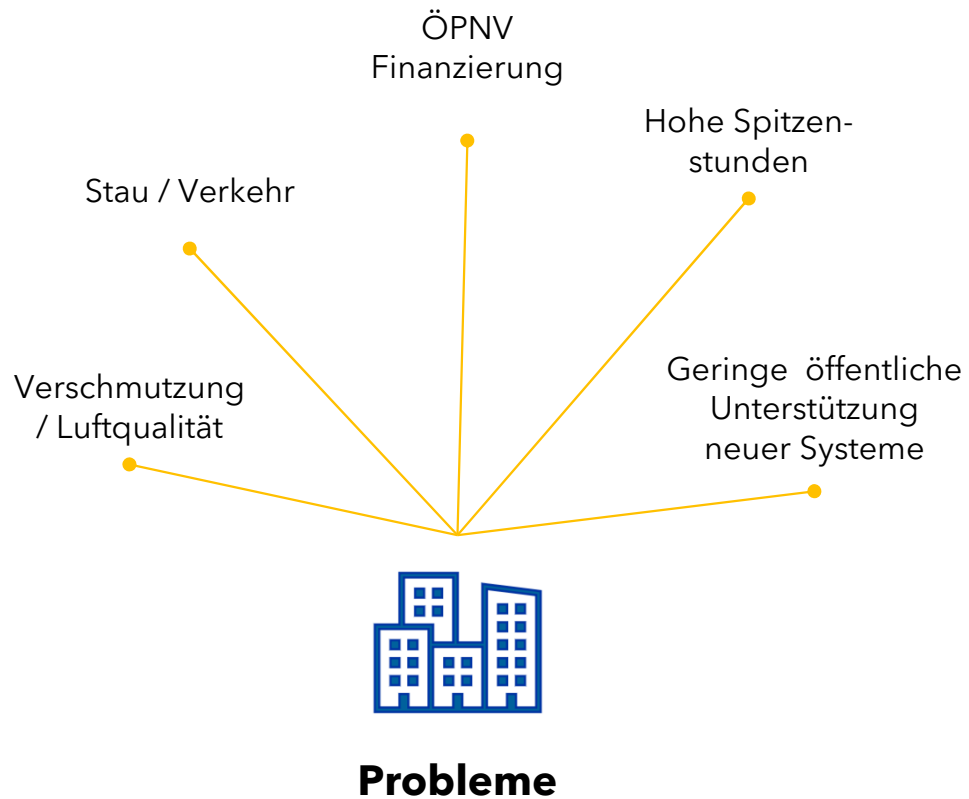 ÖPNV
Finanzierung
Hohe Spitzen-
stunden
Stau / Verkehr
Verschmutzung
/ Luftqualität
Geringe öffentliche
Unterstützung
neuer Systeme
Probleme